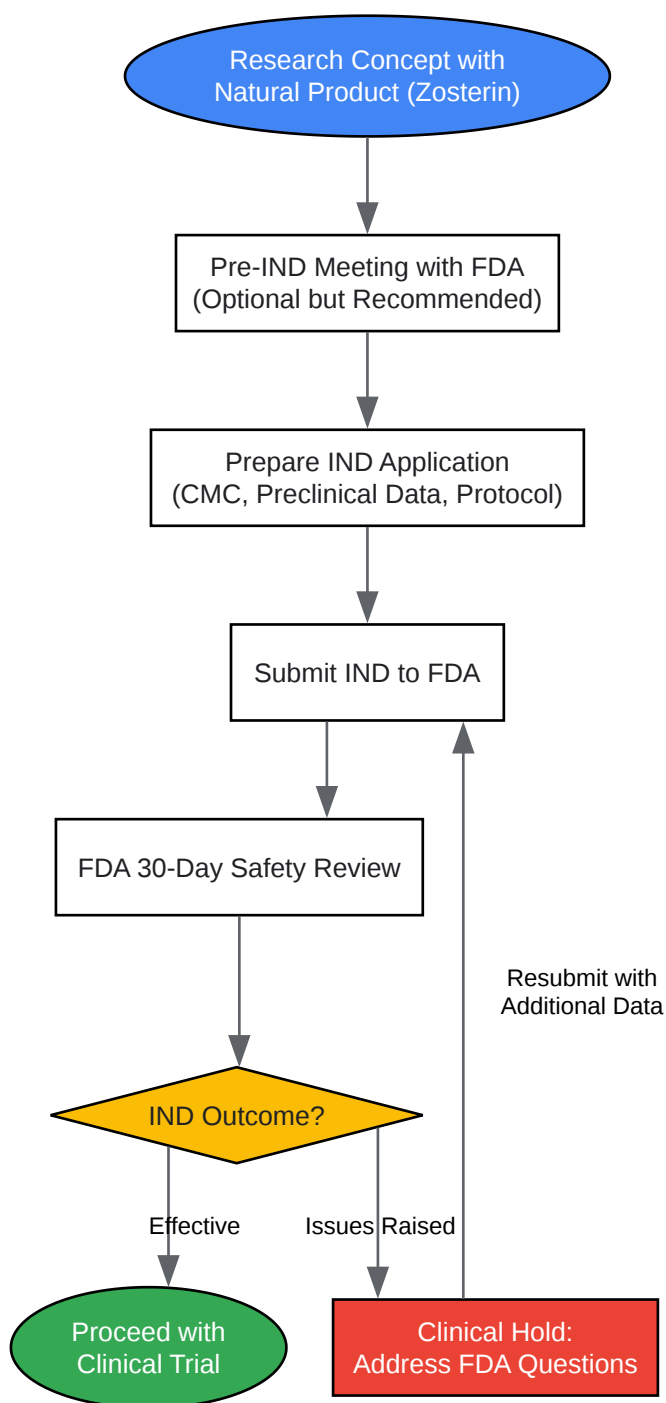 Research Concept with
Natural Product (Zosterin)
Pre-IND Meeting with FDA
(Optional but Recommended)
Prepare IND Application
(CMC, Preclinical Data, Protocol)
Submit IND to FDA
FDA 30-Day Safety Review
Resubmit with
Additional Data
IND Outcome?
Effective
Issues Raised
Proceed with
Clinical Trial
Clinical Hold:
Address FDA Questions